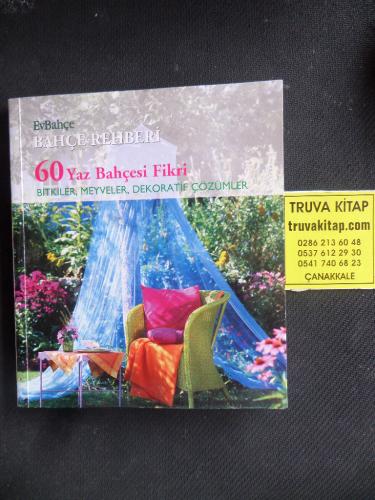 EvBahçe
BAHÇE REHBERİ
60 Yaz Bahçesi Fikri
BİTKİLER, MEYVELER, DEKORATİF ÇÖZÜMLER
TRUVA KİTAP
truvakitap.com
0286 213 60 48
0537 612 29 30
0541 740 68 23
ÇANAKKALE